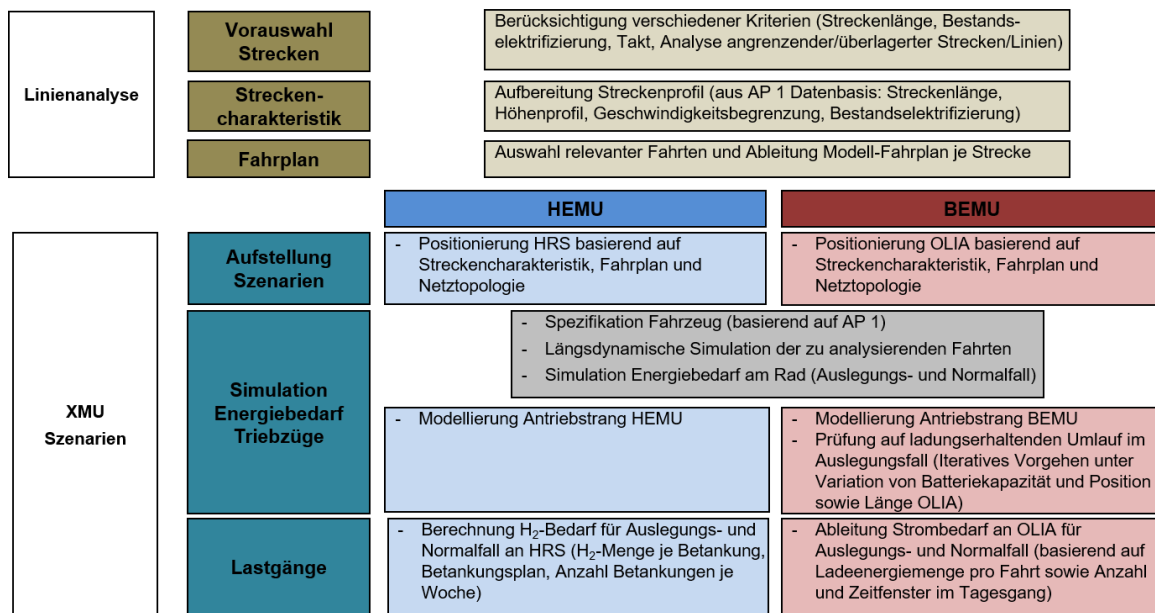 Linienanalyse
Vorauswahl
Strecken
Berücksichtigung verschiedener Kriterien (Streckenlänge, Bestands-
elektrifizierung, Takt, Analyse angrenzender/überlagerter Strecken/Linien)
Strecken-
charakteristik
Aufbereitung Streckenprofil (aus AP 1 Datenbasis: Streckenlänge,
Höhenprofil, Geschwindigkeitsbegrenzung, Bestandselektrifizierung)
Fahrplan
Auswahl relevanter Fahrten und Ableitung Modell-Fahrplan je Strecke
HEMU
BEMU
XMU
Szenarien
Aufstellung
Szenarien
- Positionierung HRS basierend auf
Streckencharakteristik, Fahrplan und
Netztopologie
- Positionierung OLIA basierend auf
Streckencharakteristik, Fahrplan und
Netztopologie
Simulation
Energiebedarf
Triebzüge
- Spezifikation Fahrzeug (basierend auf AP 1)
- Längsdynamische Simulation der zu analysierenden Fahrten
- Simulation Energiebedarf am Rad (Auslegungs- und Normalfall)
- Modellierung Antriebstrang HEMU
- Modellierung Antriebstrang BEMU
- Prüfung auf ladungserhaltenden Umlauf im
Auslegungsfall (Iteratives Vorgehen unter
Variation von Batteriekapazität und Position
sowie Länge OLIA)
Lastgänge
- Berechnung H₂-Bedarf für Auslegungs- und
Normalfall an HRS (H₂-Menge je Betankung,
Betankungsplan, Anzahl Betankungen je
Woche)
- Ableitung Strombedarf an OLIA für
Auslegungs- und Normalfall (basierend auf
Ladeenergiemenge pro Fahrt sowie Anzahl
und Zeitfenster im Tagesgang)